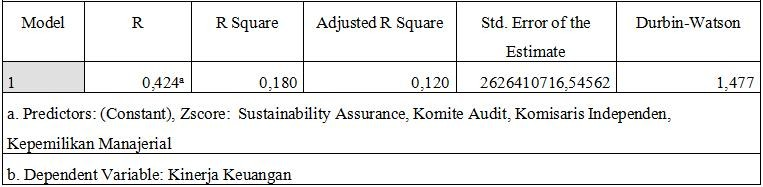 Model R R Square Adjusted R Square Std. Error of the Estimate Durbin-Watson
1 0,424ª 0,180 0,120 2626410716,54562 1,477
a. Predictors: (Constant), Zscore: Sustainability Assurance, Komite Audit, Komisaris Independen,
Kepemilikan Manajerial
b. Dependent Variable: Kinerja Keuangan